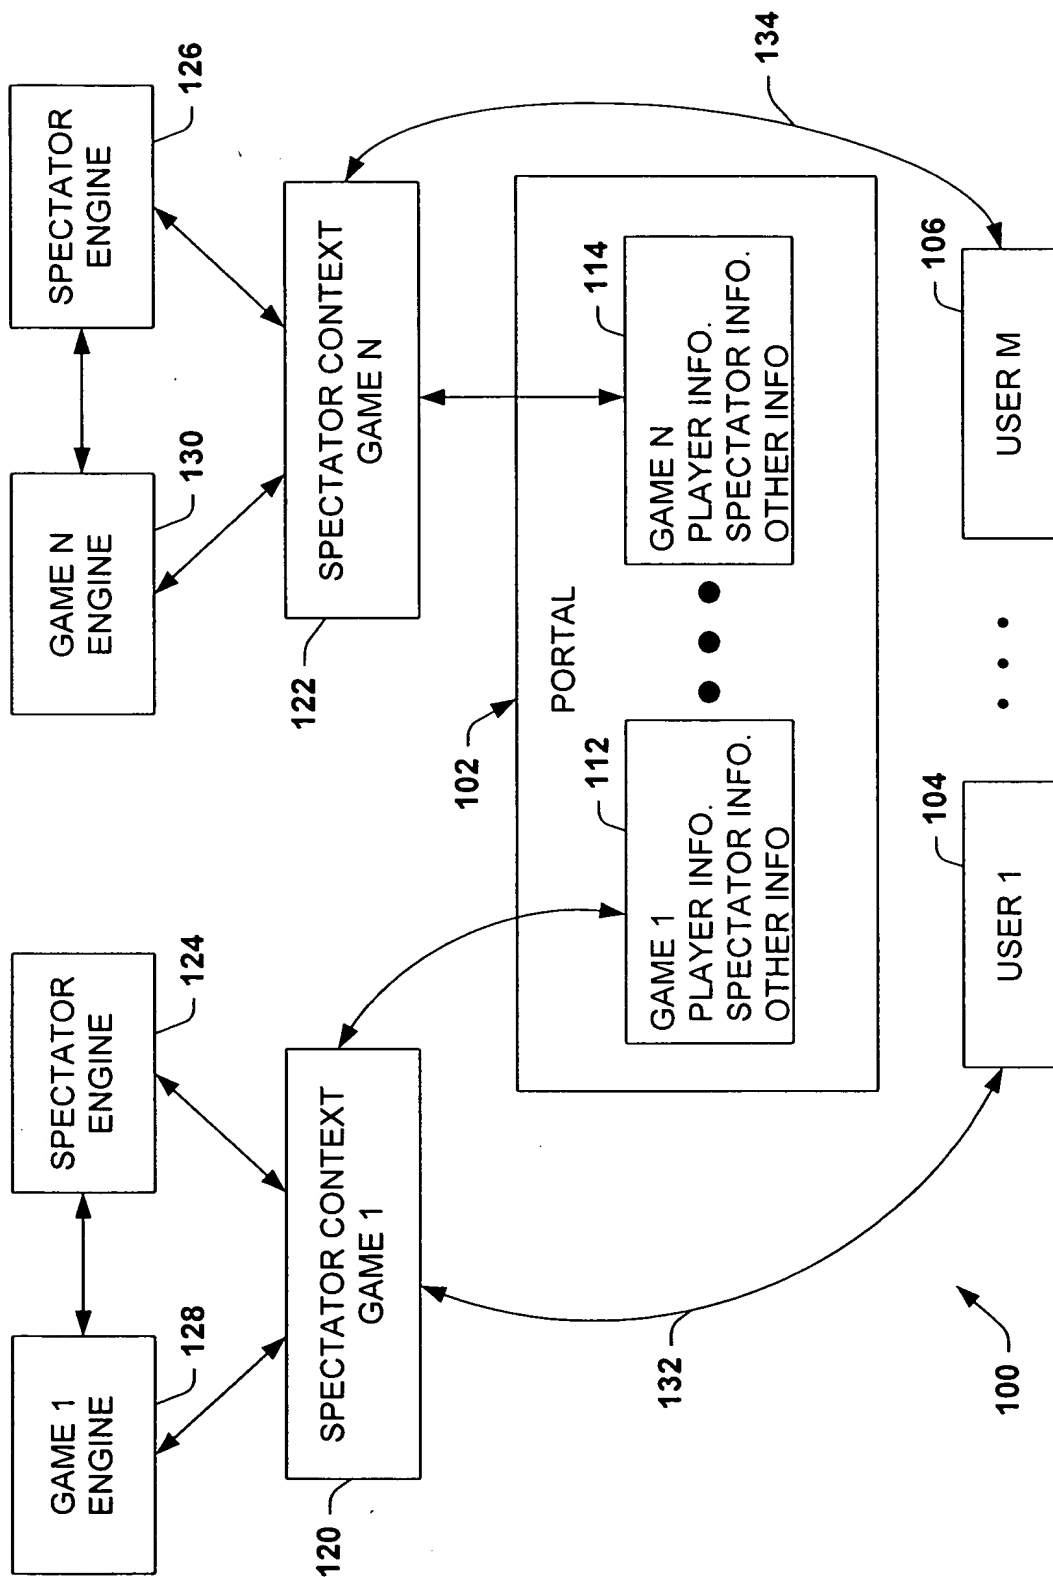 GAME 1
ENGINE
128
SPECTATOR
ENGINE
124
GAME N
ENGINE
130
SPECTATOR
ENGINE
126
SPECTATOR CONTEXT
GAME 1
120
SPECTATOR CONTEXT
GAME N
122
102
PORTAL
GAME 1
PLAYER INFO.
SPECTATOR INFO.
OTHER INFO
112
GAME N
PLAYER INFO.
SPECTATOR INFO.
OTHER INFO
114
132
134
USER 1
104
USER M
106
100